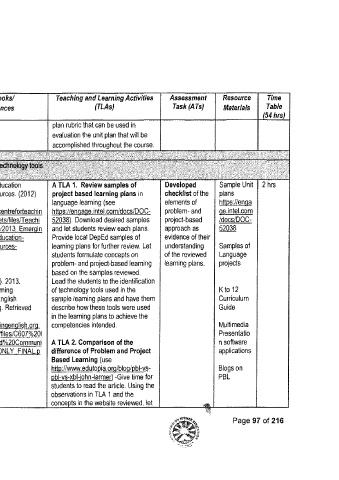 ooks/
nces
Teaching and Learning Activities
(TLAs)
Assessment
Task (ATs)
Resource
Materials
Time
Table
(54 hrs)
plan rubric that can be used in
evaluation the unit plan will be
accomplished throughout the course.
echnology tools
ducation
urces. (2012)
entreforteachin
ets/files/Teachi
/2013_Emergin
ducation-
urces-
). 2013.
ming
nglish
g. Retrieved
ingenglish.org.
/files/C607%20I
d%20Communi
ONLY_FINAL.p
A TLA 1. Review samples of
project based learning plans in
language learning (see
https://engage.intel.com/docs/DOC-
52038) Download desired samples
and let students review each plans.
Provide local DepEd samples of
learning plans for further review. Let
students formulate concepts on
problem- and project-based learning
based on the samples reviewed.
Lead the students to the identification
of technology tools used in the
sample learning plans and have them
describe how these tools were used
in the learning plans to achieve the
competencies intended.
A TLA 2. Comparison of the
difference of Problem and Project
Based Learning (use
http://www.edutopia.org/blog/pbl-vs-
pbl-vs-xbl-john-larmer) -Give time for
students to read the article. Using the
observations in TLA 1 and the
concepts in the website reviewed, let
Developed
checklist of the
elements of
problem- and
project-based
approach as
evidence of their
understanding
of the reviewed
learning plans.
Sample Unit
plans
https://enga
ge.intel.com
/docs/DOC-
52038
Samples of
Language
projects
K to 12
Curriculum
Guide
Multimedia
Presentatio
n software
applications
Blogs on
PBL
2 hrs
Page 97 of 216